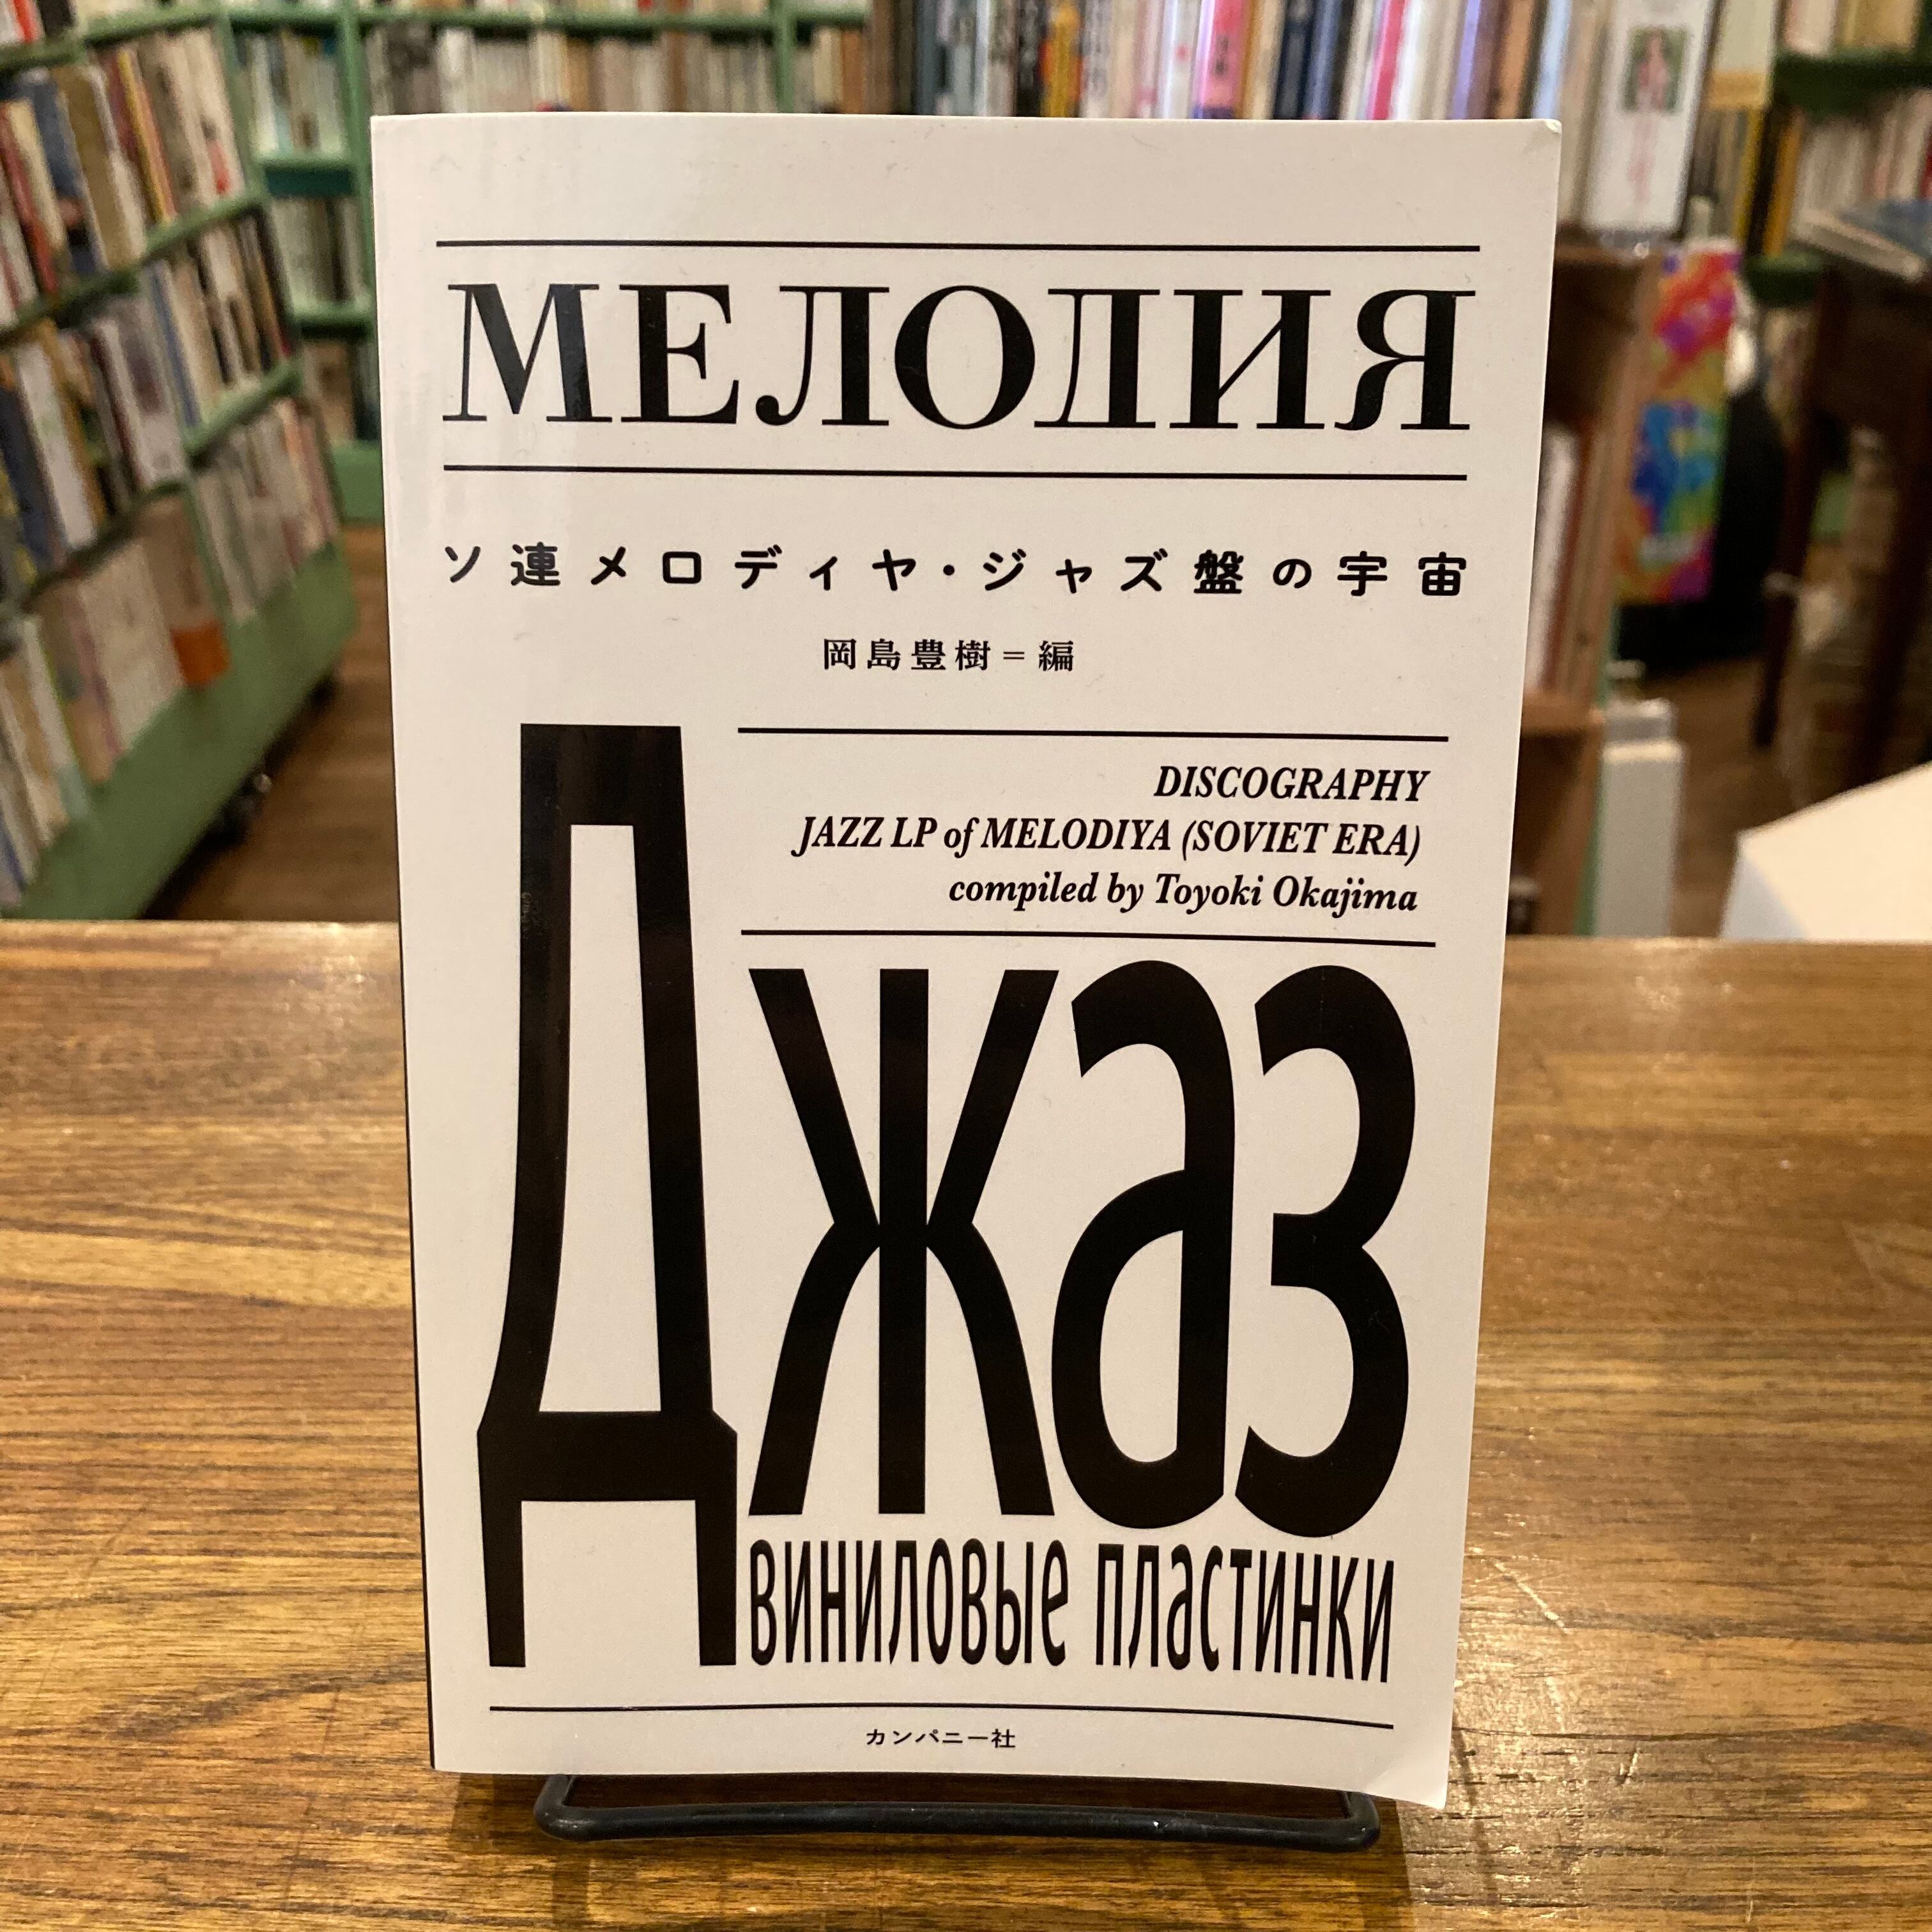 МЕЛОДИЯ
ソ連メロディヤ・ジャズ盤の宇宙
岡島豊樹＝編
DISCOGRAPHY
JAZZ LP of MELODIYA (SOVIET ERA)
compiled by Toyoki Okajima
Джаз
виниловые пластинки
カンパニー社